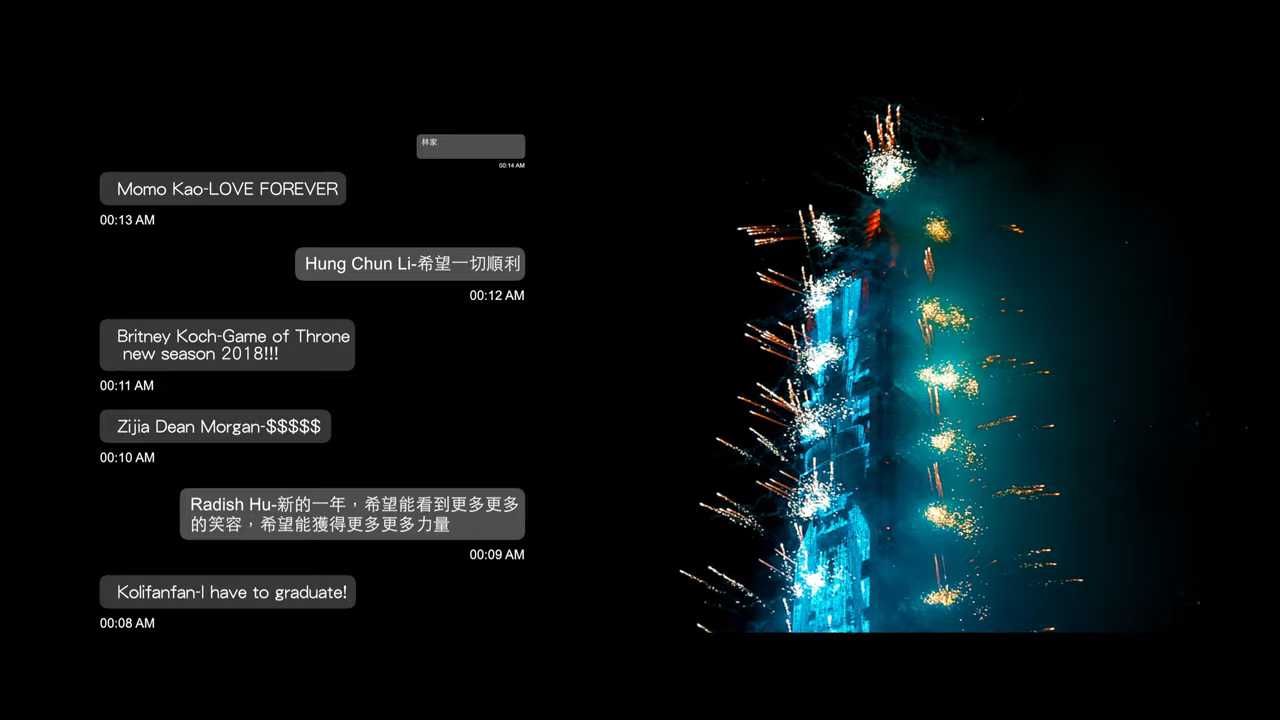 林家
00:14 AM
Momo Kao-LOVE FOREVER
00:13 AM
Hung Chun Li-希望一切順利
00:12 AM
Britney Koch-Game of Throne
new season 2018!!!
00:11 AM
Zijia Dean Morgan-$$$$$
00:10 AM
Radish Hu-新的一年，希望能看到更多更多
的笑容，希望能獲得更多更多力量
00:09 AM
Kolifanfan-I have to graduate!
00:08 AM